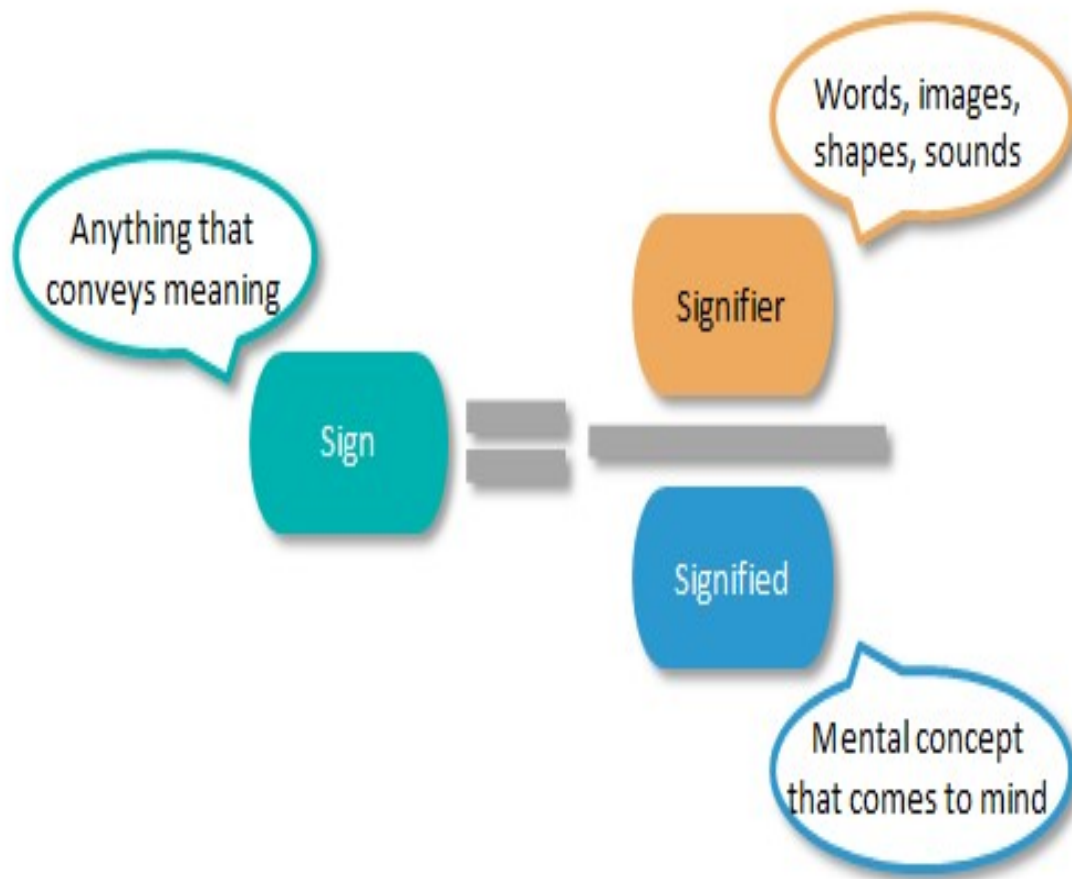 Words, images,
shapes, sounds
Anything that
conveys meaning
Signifier
Sign
Signified
Mental concept
that comes to mind